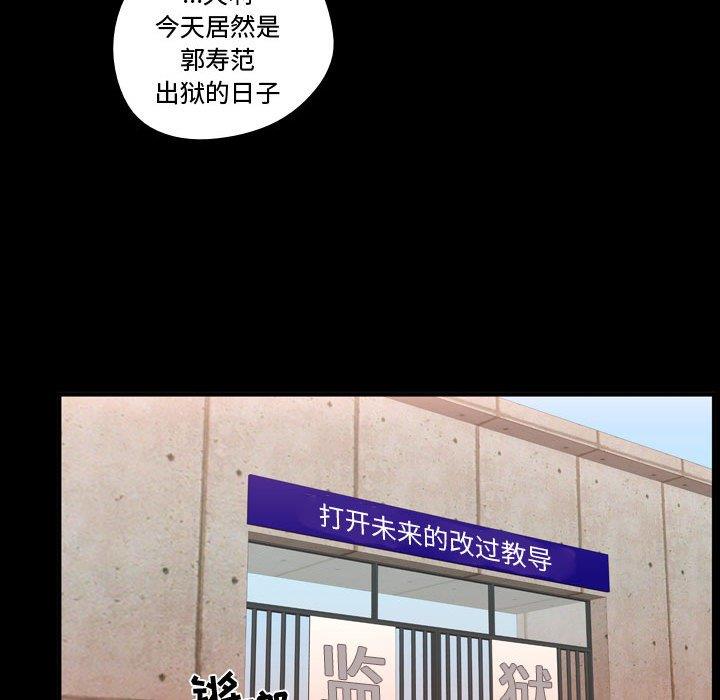 今天居然是
郭寿范
出狱的日子
打开未来的改过教导
监狱